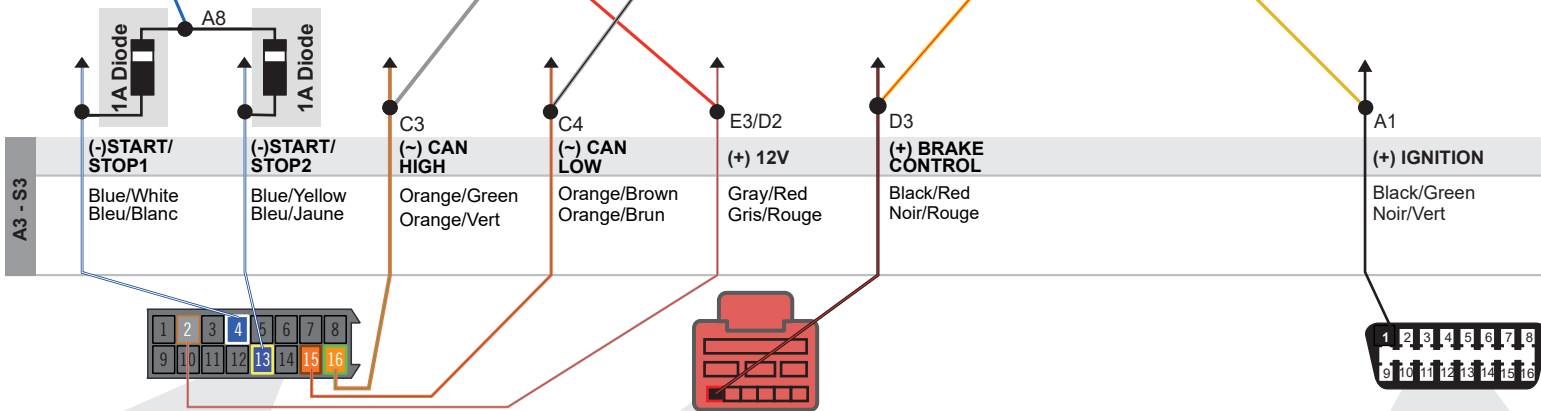 A8
1A Diode
1A Diode
C3
C4
E3/D2
D3
A1
A3 - S3
(-)START/
STOP1
(-)START/
STOP2
(~) CAN
HIGH
(~) CAN
LOW
(+) 12V
(+) BRAKE
CONTROL
(+) IGNITION
Blue/White
Bleu/Blanc
Blue/Yellow
Bleu/Jaune
Orange/Green
Orange/Vert
Orange/Brown
Orange/Brun
Gray/Red
Gris/Rouge
Black/Red
Noir/Rouge
Black/Green
Noir/Vert
1 2 3 4 5 6 7 8
9 10 11 12 13 14 15 16
1 2 3 4 5 6 7 8
9 10 11 12 13 14 15 16